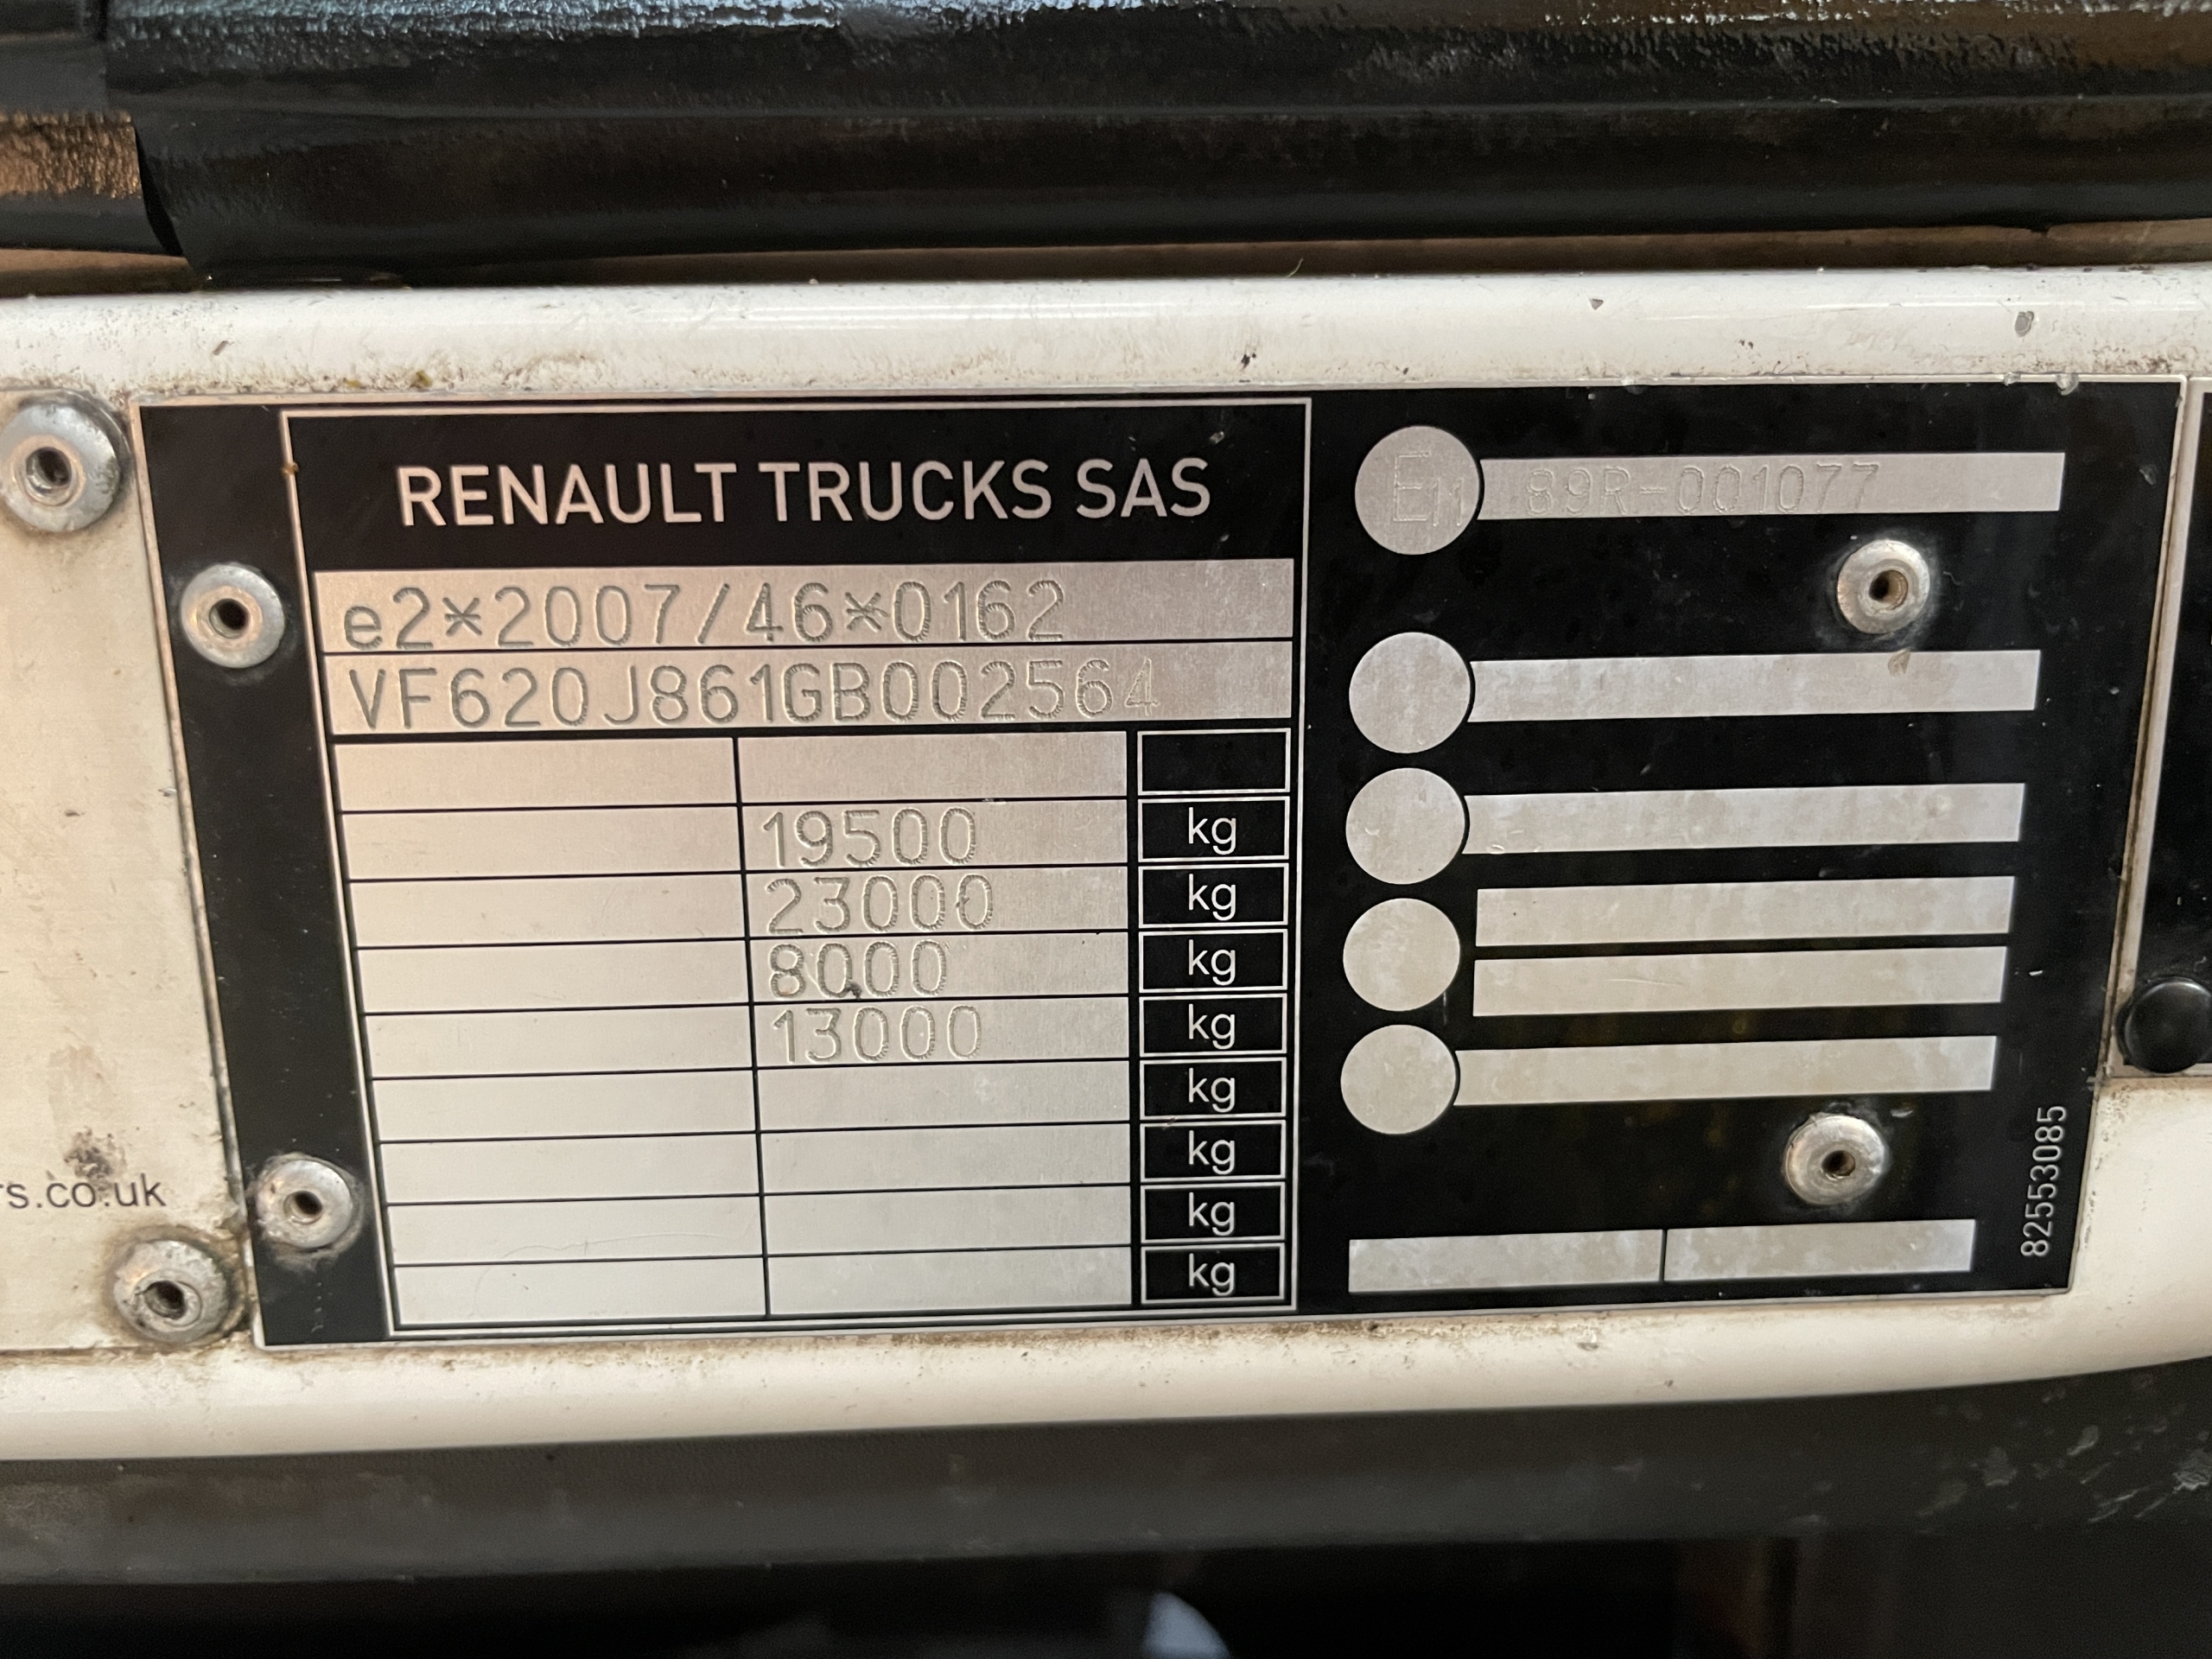 RENAULT TRUCKS SAS
e2*2007/46*0162
VF620J861GB002564
19500 kg
23000 kg
8000 kg
13000 kg
kg
kg
kg
kg
E11 89R-001077
82553085
rs.co.uk